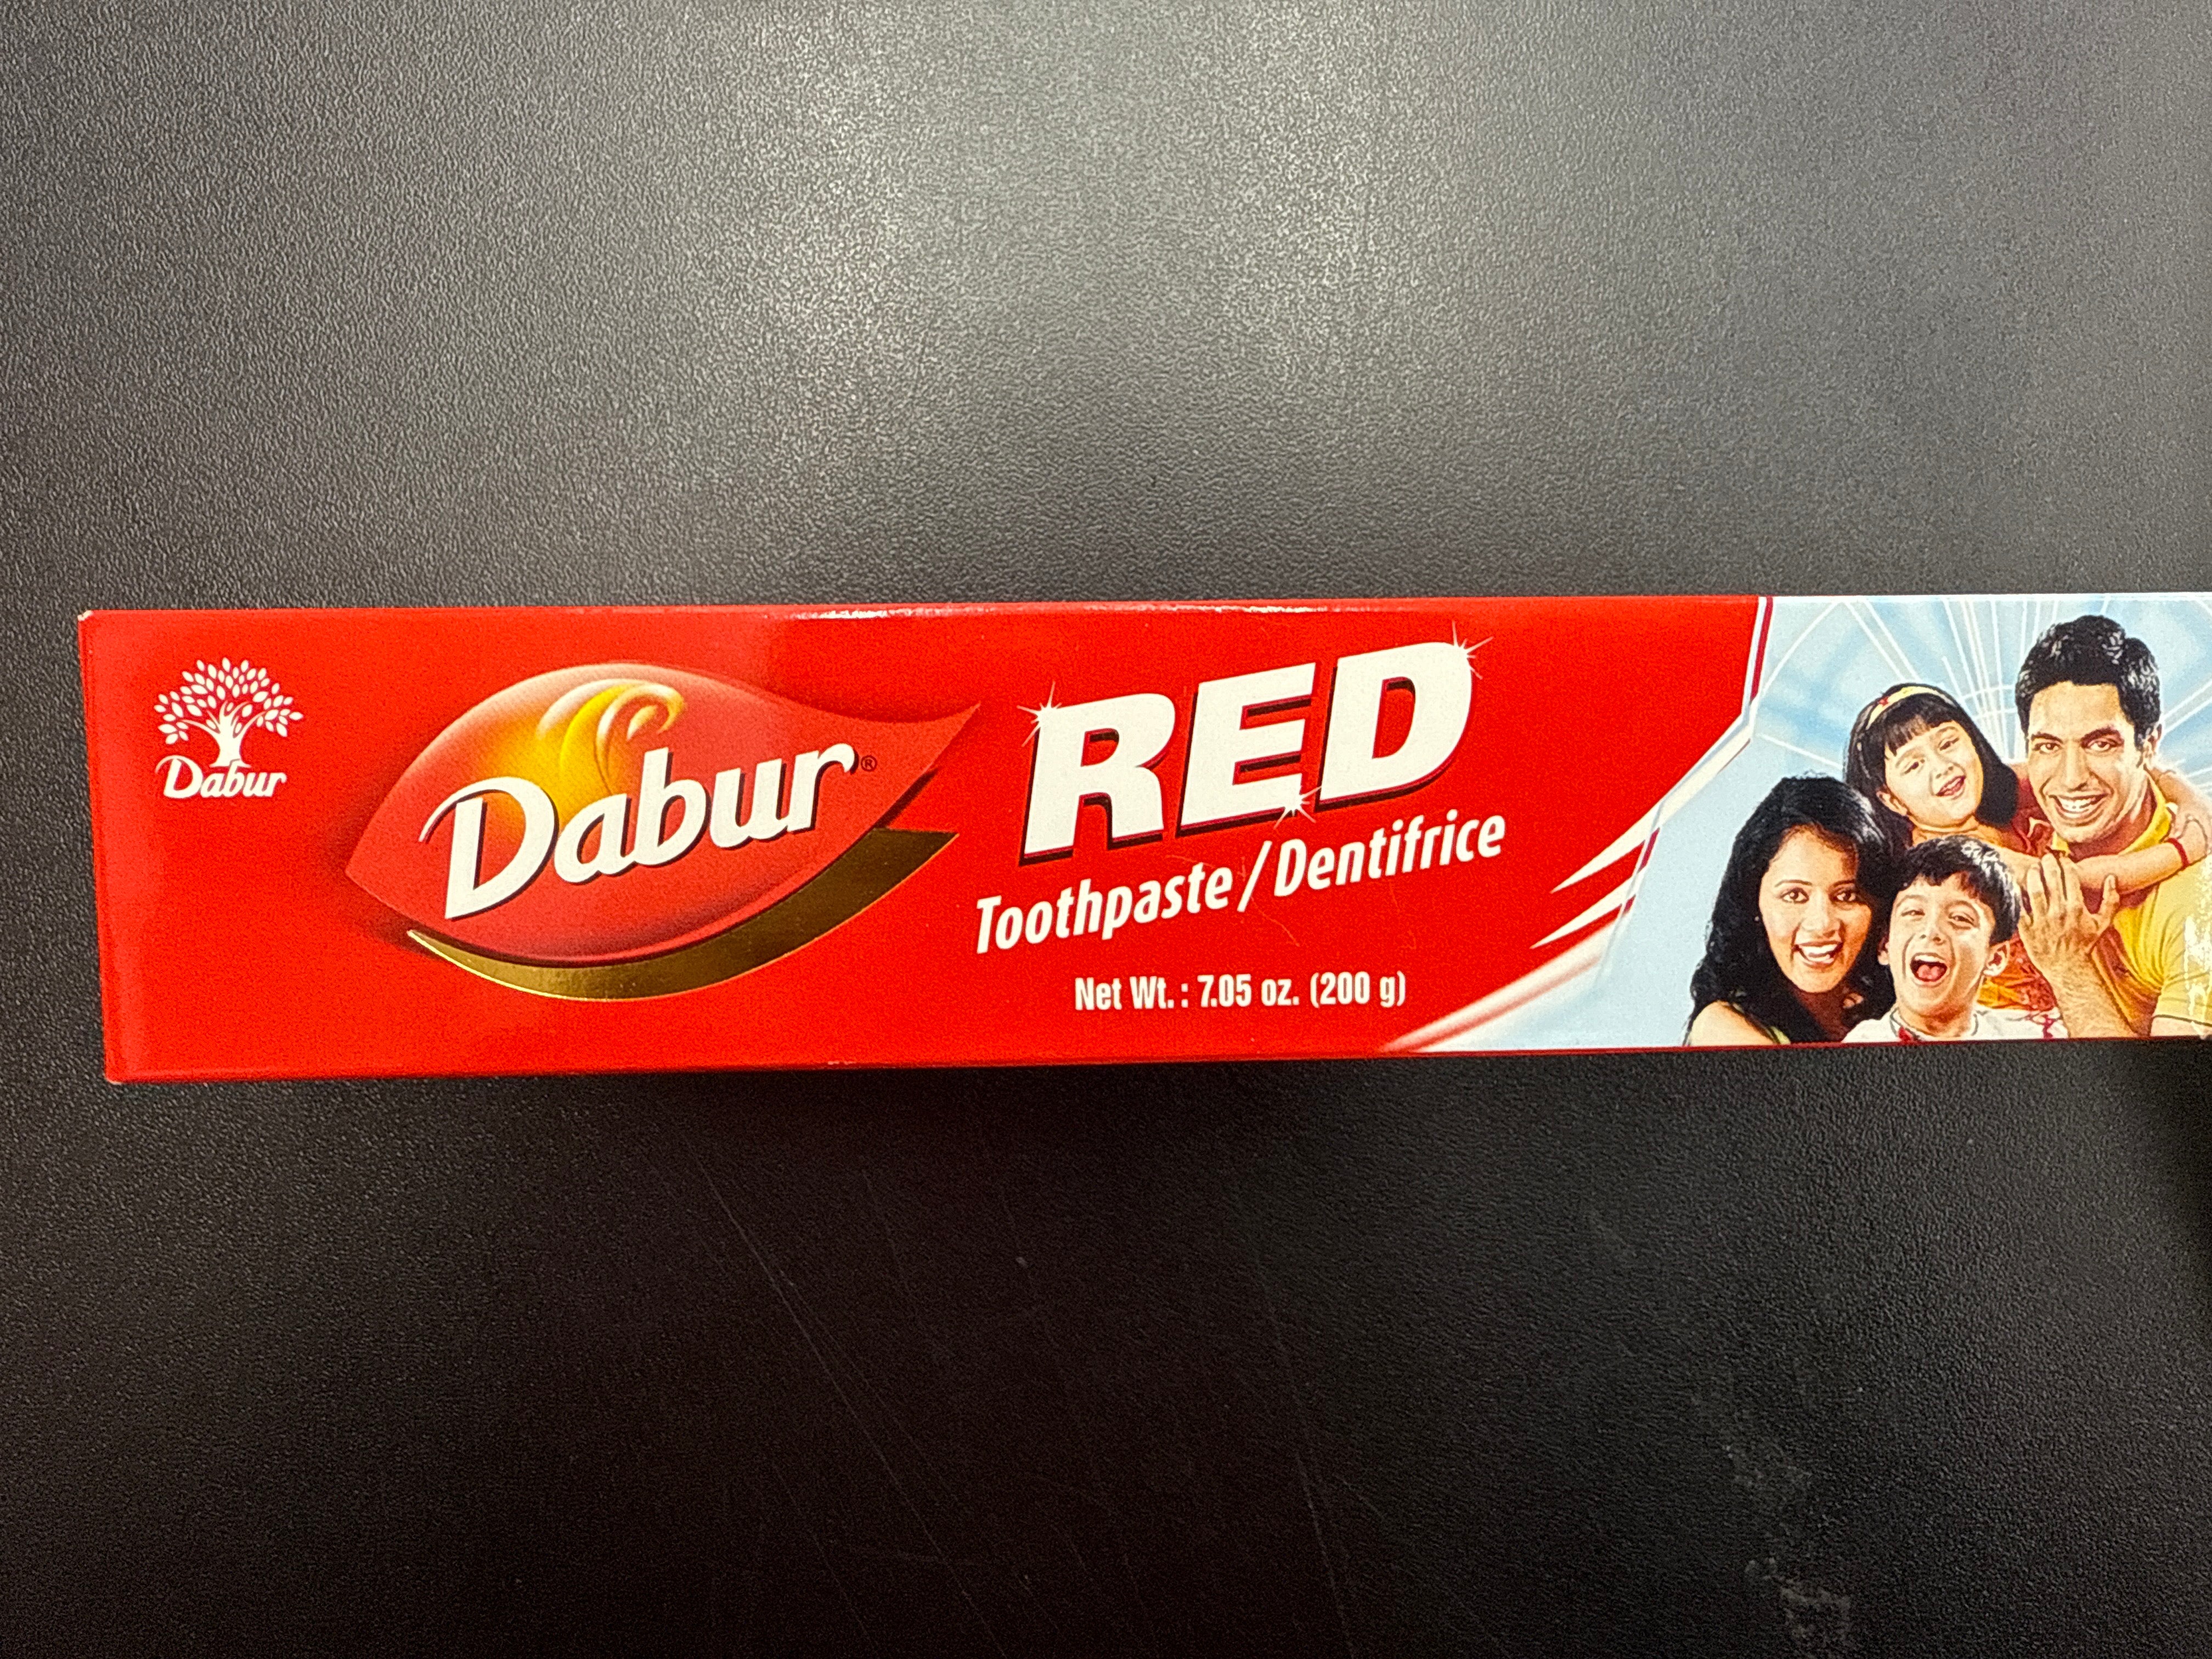 Dabur
Dabur®
RED
Toothpaste/Dentifrice
Net Wt.: 7.05 oz. (200 g)